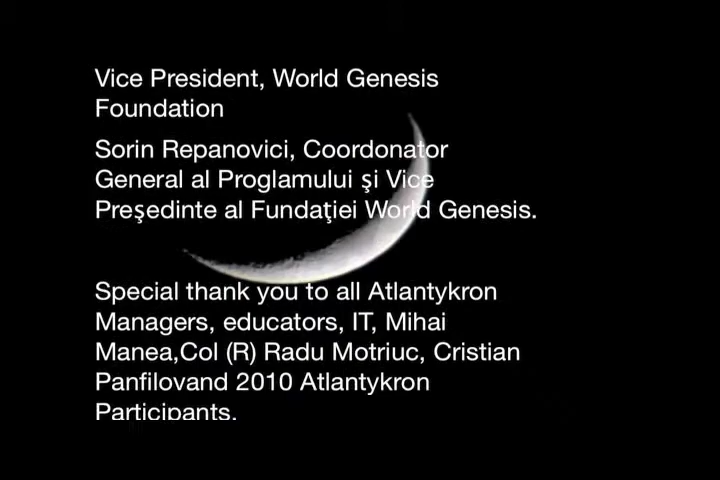 Vice President, World Genesis
Foundation
Sorin Repanovici, Coordonator
General al Proglamului şi Vice
Preşedinte al Fundaţiei World Genesis.
Special thank you to all Atlantykron
Managers, educators, IT, Mihai
Manea,Col (R) Radu Motriuc, Cristian
Panfilovand 2010 Atlantykron
Participants.